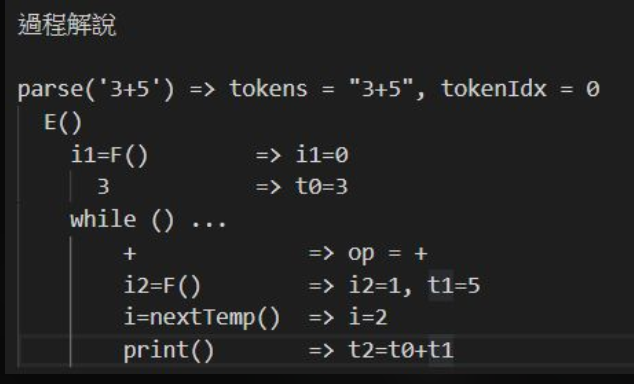 過程解說
parse('3+5') => tokens = "3+5", tokenIdx = 0
E()
i1=F() => i1=0
3 => t0=3
while () ...
+ => op = +
i2=F() => i2=1, t1=5
i=nextTemp() => i=2
print() => t2=t0+t1